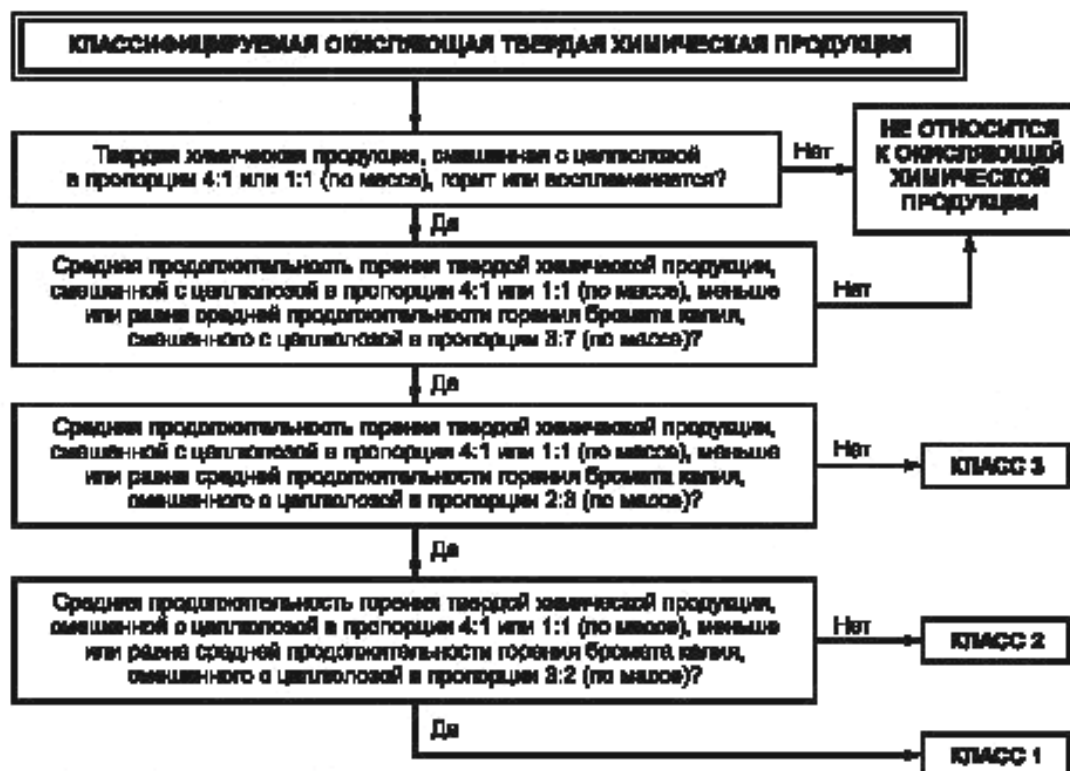 КЛАССИФИЦИРУЕМАЯ ОКИСЛЯЮЩАЯ ТВЕРДАЯ ХИМИЧЕСКАЯ ПРОДУКЦИЯ
Твердая химическая продукция, смешанная с целлюлозой
в пропорции 4:1 или 1:1 (по массе), горит или воспламеняется?
Нет
НЕ ОТНОСИТСЯ
К ОКИСЛЯЮЩЕЙ
ХИМИЧЕСКОЙ
ПРОДУКЦИИ
Да
Средняя продолжительность горения твердой химической продукции,
смешанной с целлюлозой в пропорции 4:1 или 1:1 (по массе), меньше
или равна средней продолжительности горения бромата калия,
смешанного с целлюлозой в пропорции 3:7 (по массе)?
Нет
Да
Средняя продолжительность горения твердой химической продукции,
смешанной с целлюлозой в пропорции 4:1 или 1:1 (по массе), меньше
или равна средней продолжительности горения бромата калия,
смешанного с целлюлозой в пропорции 2:3 (по массе)?
Нет
КЛАСС 3
Да
Средняя продолжительность горения твердой химической продукции,
смешанной с целлюлозой в пропорции 4:1 или 1:1 (по массе), меньше
или равна средней продолжительности горения бромата калия,
смешанного с целлюлозой в пропорции 3:2 (по массе)?
Нет
КЛАСС 2
Да
КЛАСС 1